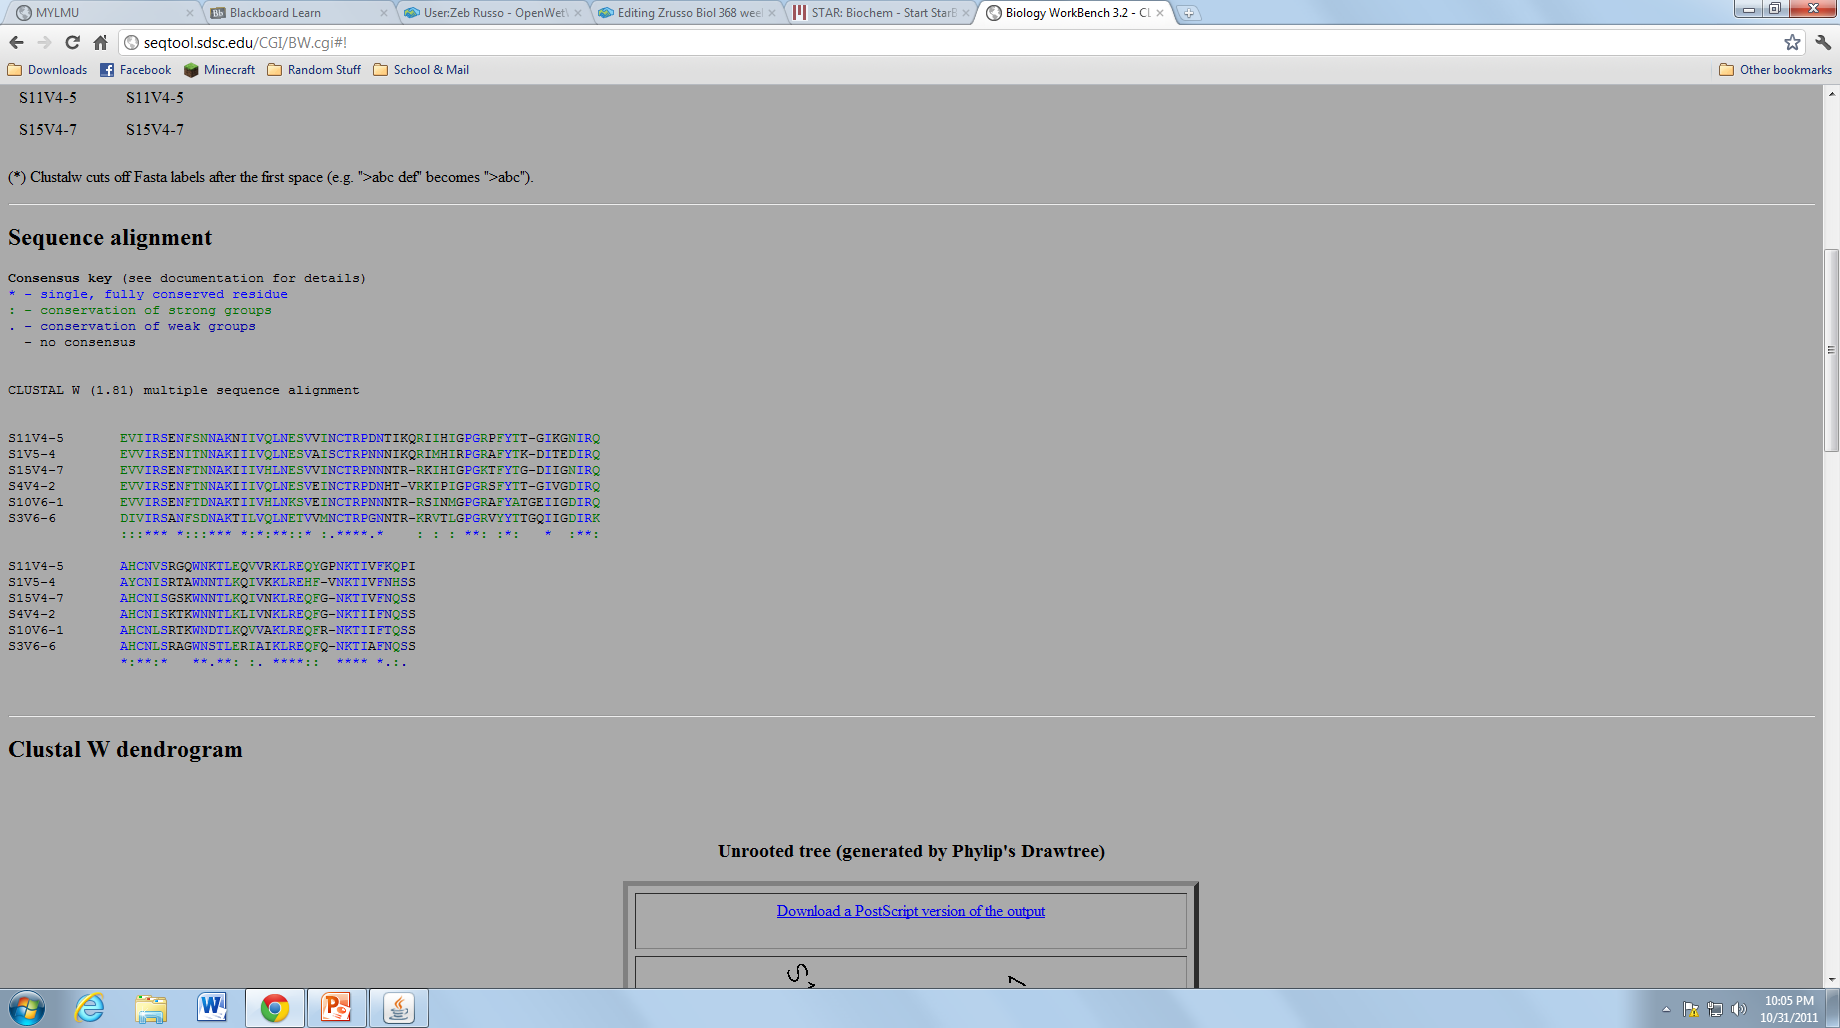 MYLMU
Blackboard Learn
User:Zeb Russo - OpenWetW
Editing Zrusso Biol 368 wee
STAR: Biochem - Start StarB
Biology WorkBench 3.2 - CL
seqtool.sdsc.edu/CGI/BW.cgi#!
Downloads Facebook Minecraft Random Stuff School & Mail Other bookmarks
S11V4-5 S11V4-5
S15V4-7 S15V4-7
(*) Clustalw cuts off Fasta labels after the first space (e.g. ">abc def" becomes ">abc").
Sequence alignment
Consensus key (see documentation for details)
* - single, fully conserved residue
: - conservation of strong groups
. - conservation of weak groups
- no consensus
CLUSTAL W (1.81) multiple sequence alignment
S11V4-5 EVIIRSENFSNNAKNIIVQLNESVVINCTRPDNTIKQRIIHIGPGRPFYTT-GIKGNIRQ
S1V5-4 EVVIRSENITNNAKIIIVQLNESVAISCTRPNNNIKQRIMHIRPGRAFYTK-DITEDIRQ
S15V4-7 EVVIRSENFTNNAKIIIVHLNESVVINCTRPNNNTR-RKIHIGPGKTFYTG-DIIGNIRQ
S4V4-2 EVVIRSENFTNNAKIIIVQLNESVEINCTRPDNHT-VRKIPIGPGRSFYTT-GIVGDIRQ
S10V6-1 EVVIRSENFTDNAKTIIVHLNKSVEINCTRPNNNTR-RSINMGPGRAFYATGEIIGDIRQ
S3V6-6 DIVIRSANFSDNAKTILVQLNETVVMNCTRPGNNTR-KRVTLGPGRVYYTTGQIIGDIRK
:::*** *:::*** *:*:**::* :.****.* : : : **: :*: * :**:
S11V4-5 AHCNVSRGQWNKTLEQVVRKLREQYGPNKTIVFKQPI
S1V5-4 AYCNISRTAWNNTLKQIVKKLREHF-VNKTIVFNHSS
S15V4-7 AHCNISGSKWNNTLKQIVNKLREQFG-NKTIVFNQSS
S4V4-2 AHCNISKTKWNNTLKLIVNKLREQFG-NKTIIFNQSS
S10V6-1 AHCNLSRTKWNDTLKQVVAKLREQFR-NKTIIFTQSS
S3V6-6 AHCNLSRAGWNSTLERIAIKLREQFQ-NKTIAFNQSS
*:**:* **.**: :. ****:: **** *.:.
Clustal W dendrogram
Unrooted tree (generated by Phylip's Drawtree)
Download a PostScript version of the output
10:05 PM
10/31/2011